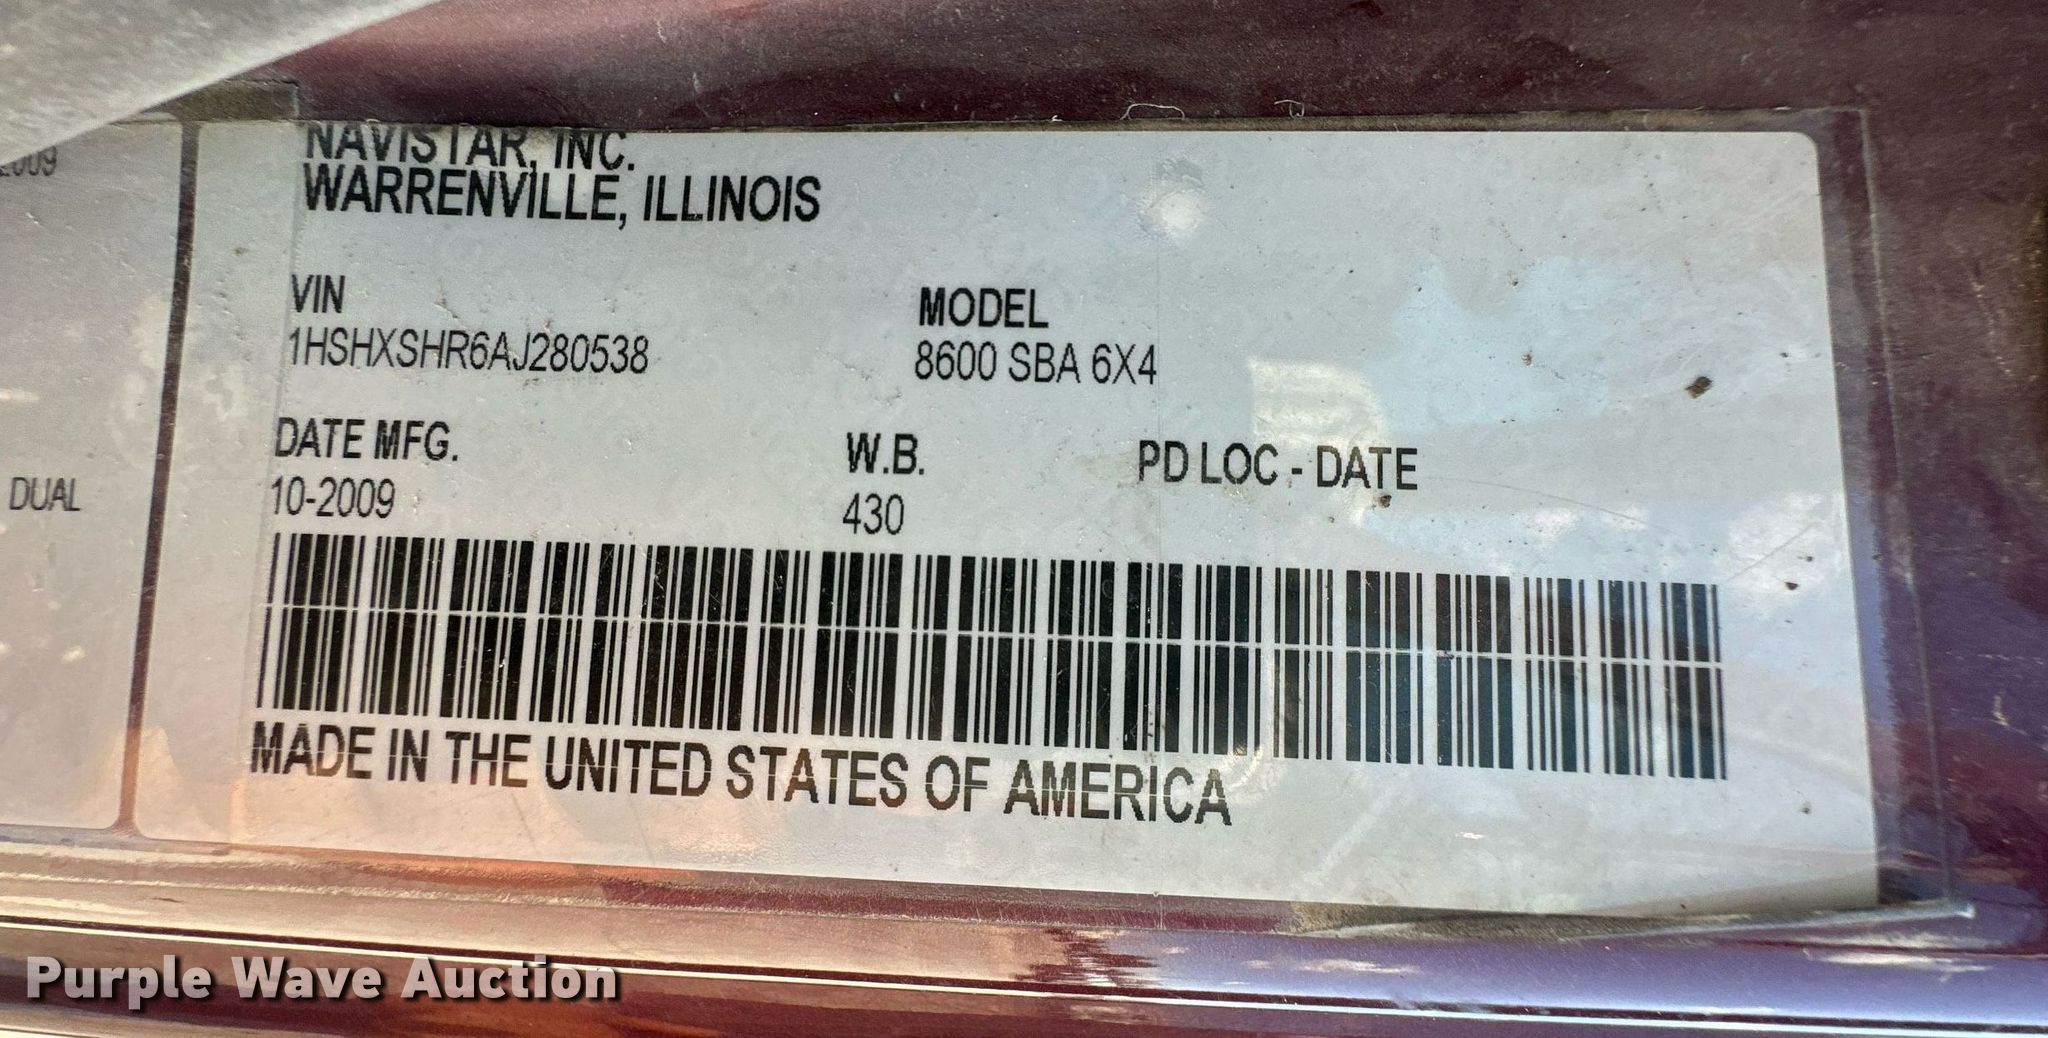 2009
DUAL
NAVISTAR, INC.
WARRENVILLE, ILLINOIS
VIN MODEL
1HSHXSHR6AJ280538 8600 SBA 6X4
DATE MFG. W.B. PD LOC - DATE
10-2009 430
MADE IN THE UNITED STATES OF AMERICA
Purple Wave Auction